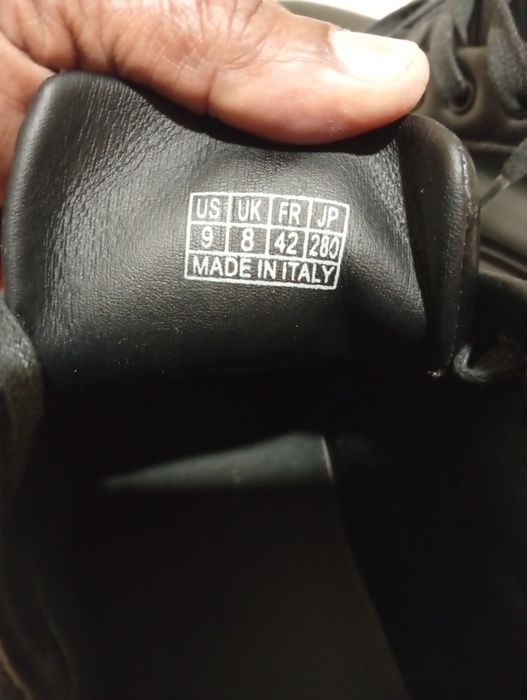 US UK FR JP
9 8 42 280
MADE IN ITALY